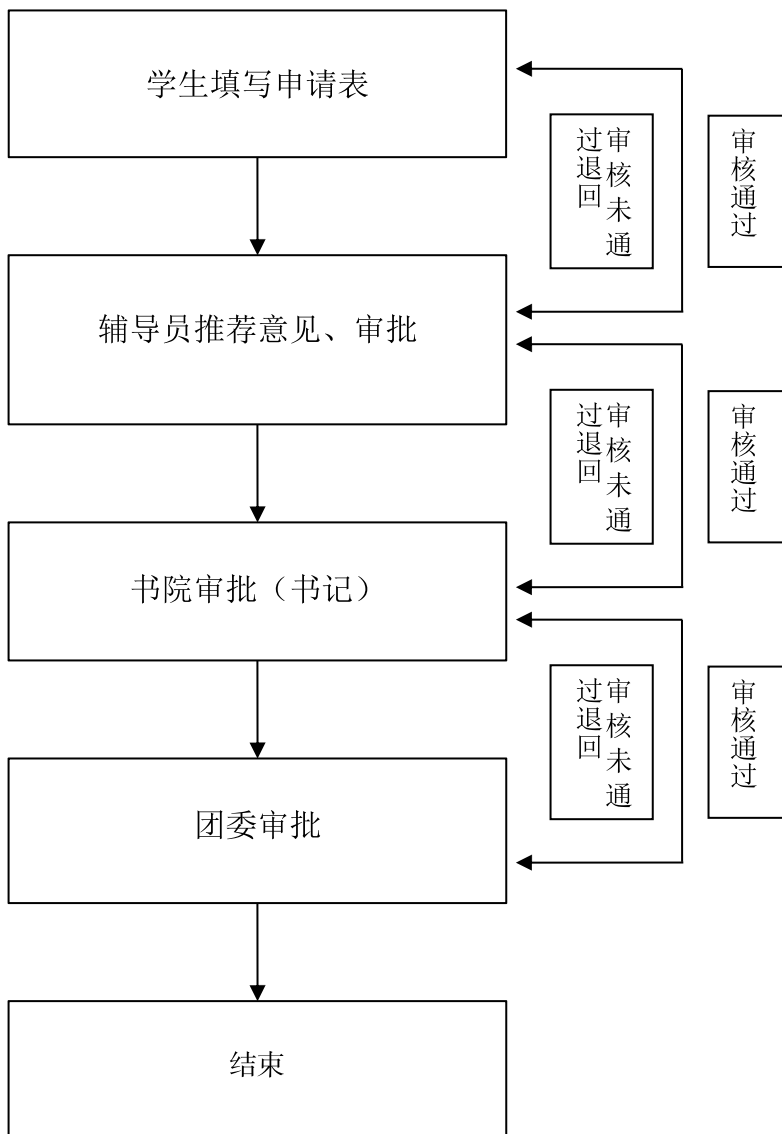 学生填写申请表
审核未通
过退回
审核通过
辅导员推荐意见、审批
审核未通
过退回
审核通过
书院审批（书记）
审核未通
过退回
审核通过
团委审批
结束